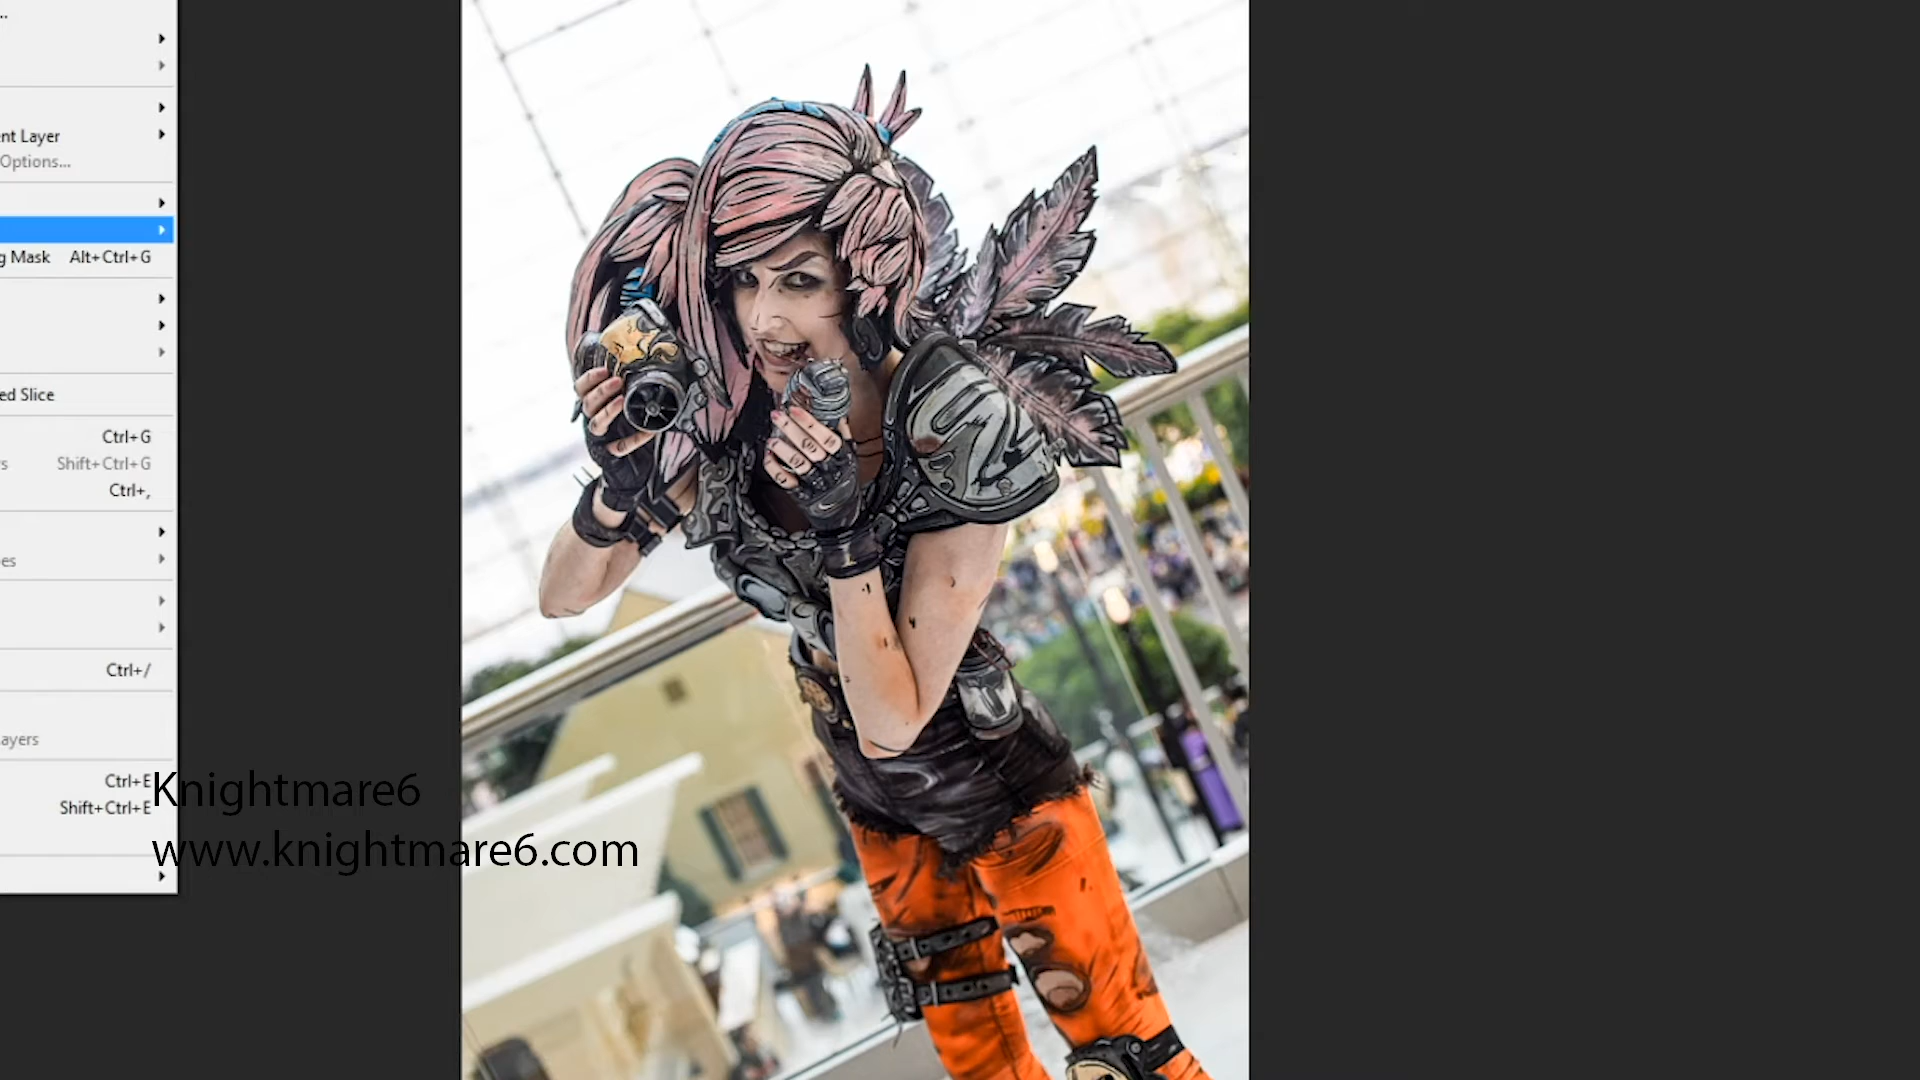 ..
nt Layer
Options...
g Mask Alt+Ctrl+G
ed Slice
Ctrl+G
s Shift+Ctrl+G
Ctrl+,
es
Ctrl+/
ayers
Ctrl+E
Shift+Ctrl+E
Knightmare6
www.knightmare6.com